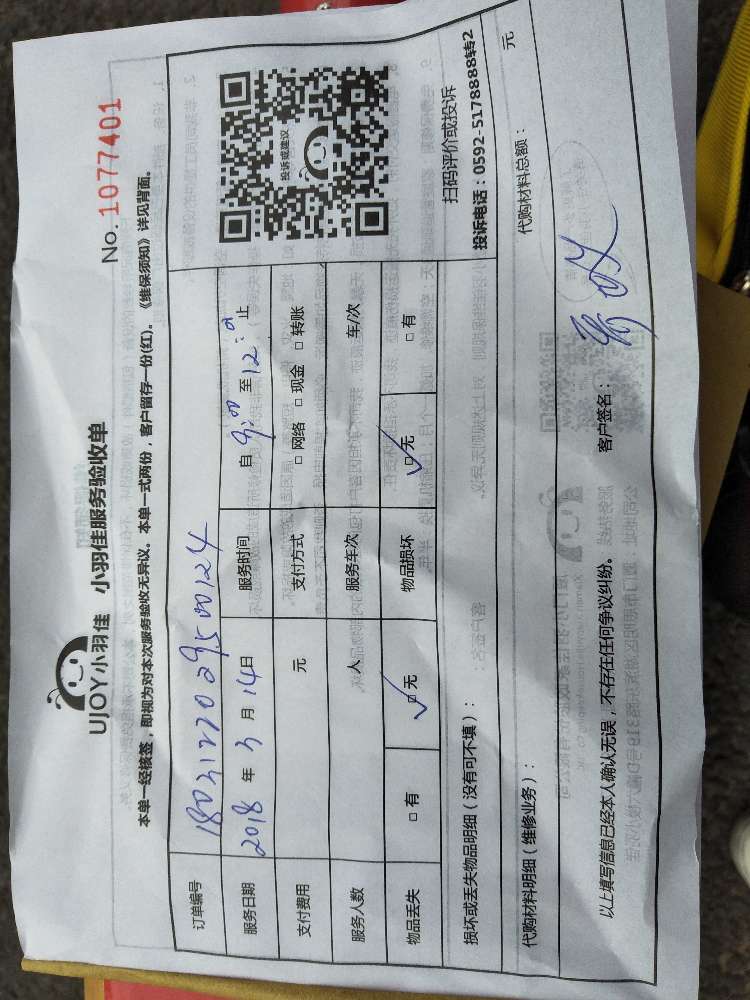 No. 1077401
UJOY小羽佳 小羽佳服务验收单
本单一经核签，即视为对本次服务验收无异议。本单一式两份，客户留存一份(红)。《维保须知》详见背面。
订单编号 1803122029500124
服务日期 2018 年 3 月 14 日 服务时间 自 9:00 至 12:0 止
支付费用 元 支付方式 □ 网络 □ 现金 □ 转账
服务人数 人 服务车次 车/次
物品丢失 □ 有 ☑ 无 物品损坏 ☑ 无 □ 有
投诉或建议
扫码评价或投诉
投诉电话：0592-5178888转2
损坏或丢失物品明细（没有可不填）：
代购材料明细（维修业务）： 代购材料总额： 元
以上填写信息已经本人确认无误，不存在任何争议纠纷。 客户签名：